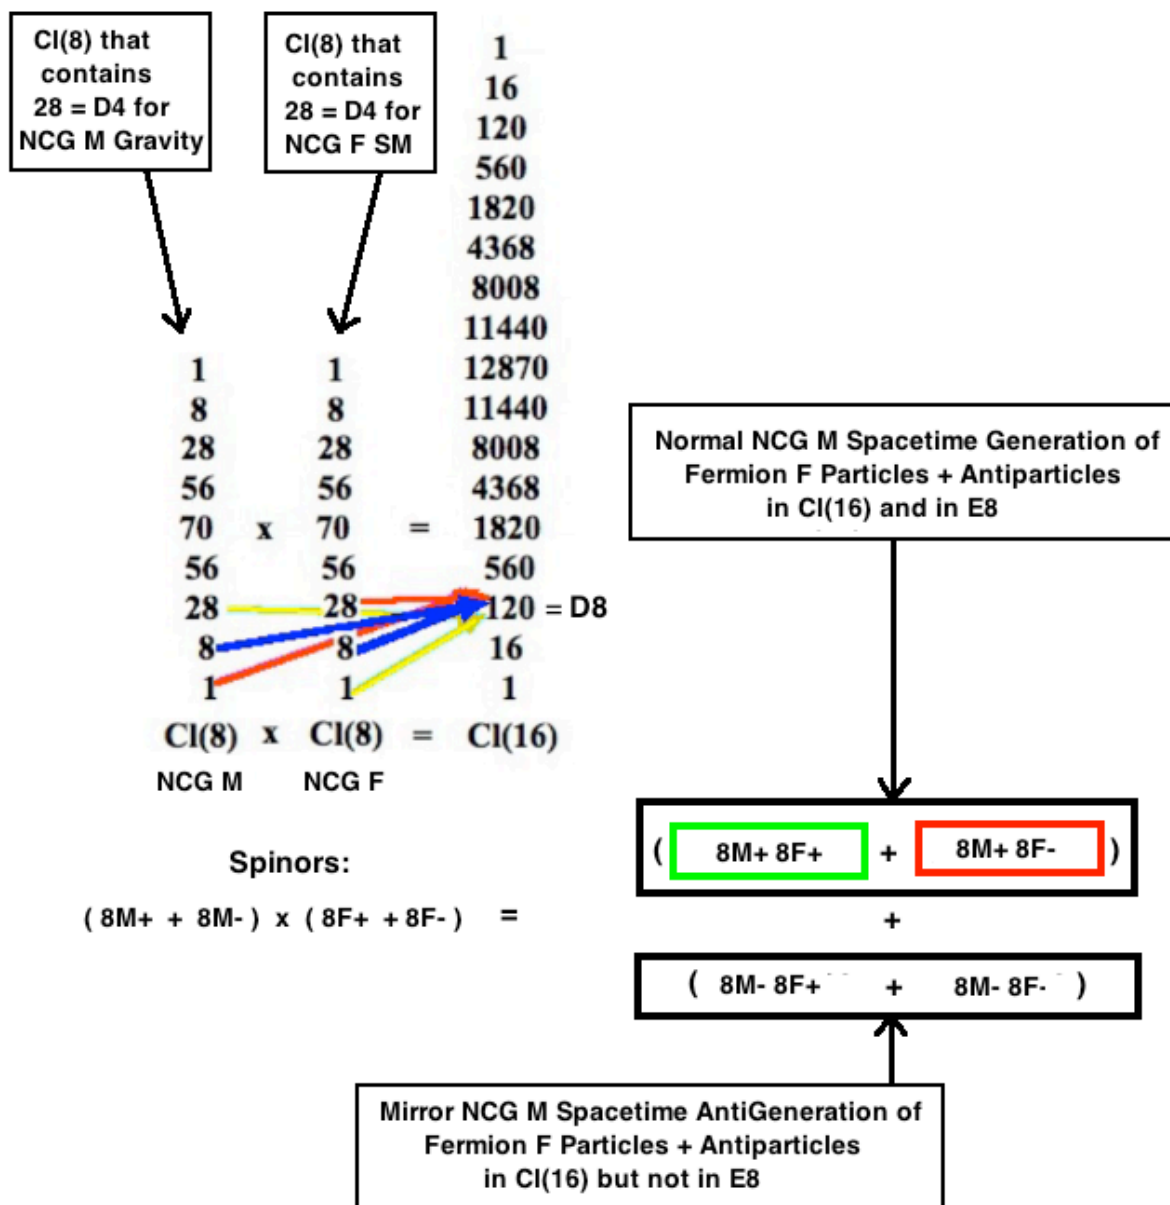 Cl(8) that
contains
28 = D4 for
NCG M Gravity
Cl(8) that
contains
28 = D4 for
NCG F SM
1
16
120
560
1820
4368
8008
11440
1 1 12870
8 8 11440
28 28 8008
56 56 4368
70 x 70 = 1820
56 56 560
28 28 120 = D8
8 8 16
1 1 1
Cl(8) x Cl(8) = Cl(16)
NCG M NCG F
Normal NCG M Spacetime Generation of
Fermion F Particles + Antiparticles
in Cl(16) and in E8
Spinors:
( 8M+ + 8M- ) x ( 8F+ + 8F- ) =
( 8M+ 8F+ + 8M+ 8F- )
+
( 8M- 8F+ + 8M- 8F- )
Mirror NCG M Spacetime AntiGeneration of
Fermion F Particles + Antiparticles
in Cl(16) but not in E8